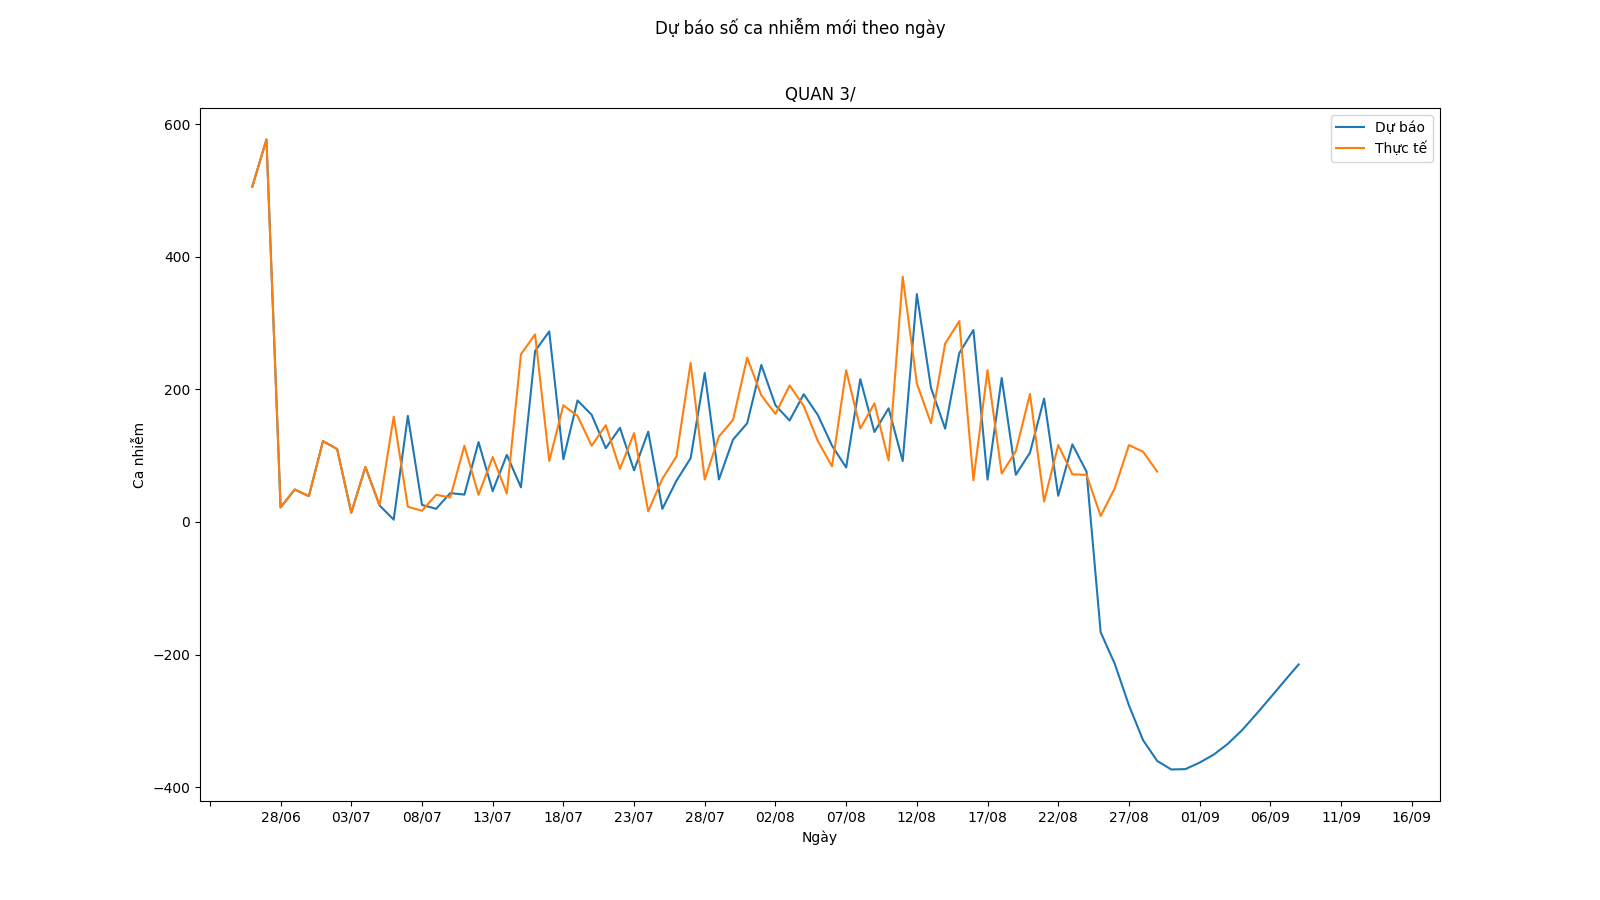 Dự báo số ca nhiễm mới theo ngày
QUAN 3/
Dự báo
Thực tế
600
400
200
0
−200
−400
Ca nhiễm
28/06 03/07 08/07 13/07 18/07 23/07 28/07 02/08 07/08 12/08 17/08 22/08 27/08 01/09 06/09 11/09 16/09
Ngày